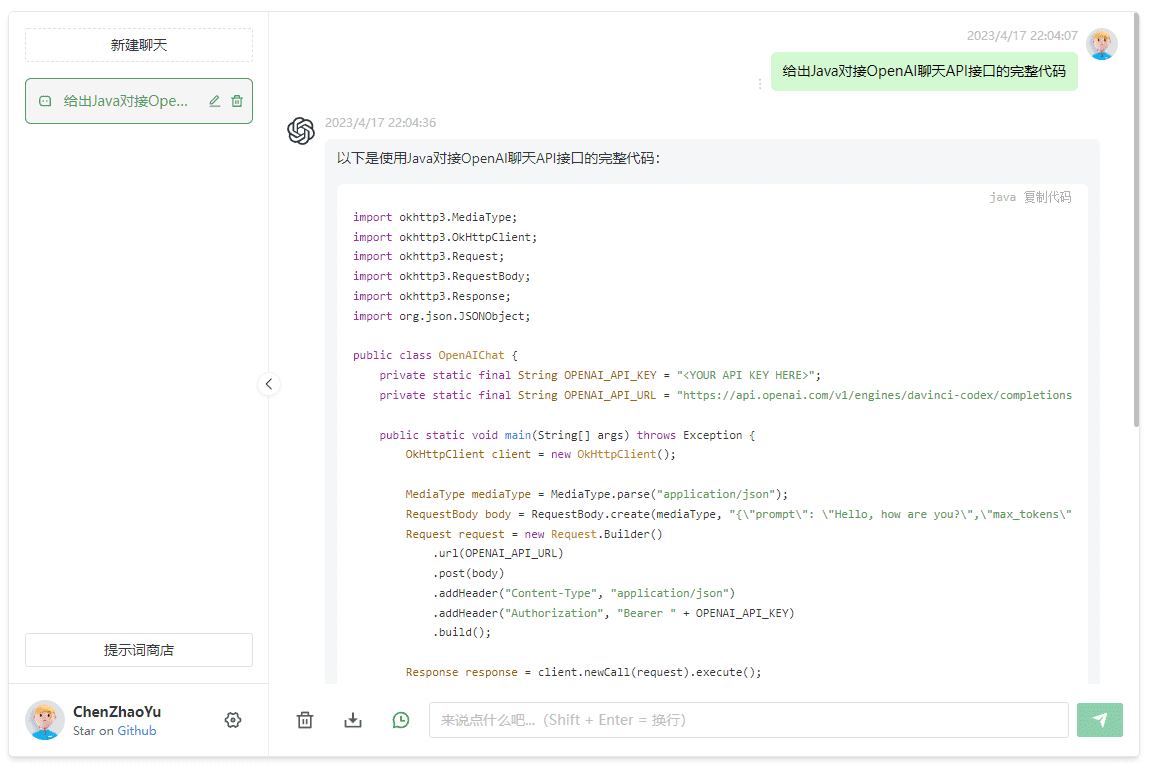 新建聊天
给出Java对接Ope...
提示词商店
ChenZhaoYu
Star on Github
2023/4/17 22:04:07
给出Java对接OpenAI聊天API接口的完整代码
2023/4/17 22:04:36
以下是使用Java对接OpenAI聊天API接口的完整代码：
java 复制代码
import okhttp3.MediaType;
import okhttp3.OkHttpClient;
import okhttp3.Request;
import okhttp3.RequestBody;
import okhttp3.Response;
import org.json.JSONObject;
public class OpenAIChat {
    private static final String OPENAI_API_KEY = "<YOUR API KEY HERE>";
    private static final String OPENAI_API_URL = "https://api.openai.com/v1/engines/davinci-codex/completions
    public static void main(String[] args) throws Exception {
        OkHttpClient client = new OkHttpClient();
        MediaType mediaType = MediaType.parse("application/json");
        RequestBody body = RequestBody.create(mediaType, "{\"prompt\": \"Hello, how are you?\",\"max_tokens\"
        Request request = new Request.Builder()
            .url(OPENAI_API_URL)
            .post(body)
            .addHeader("Content-Type", "application/json")
            .addHeader("Authorization", "Bearer " + OPENAI_API_KEY)
            .build();
        Response response = client.newCall(request).execute();
来说点什么吧...（Shift + Enter = 换行）